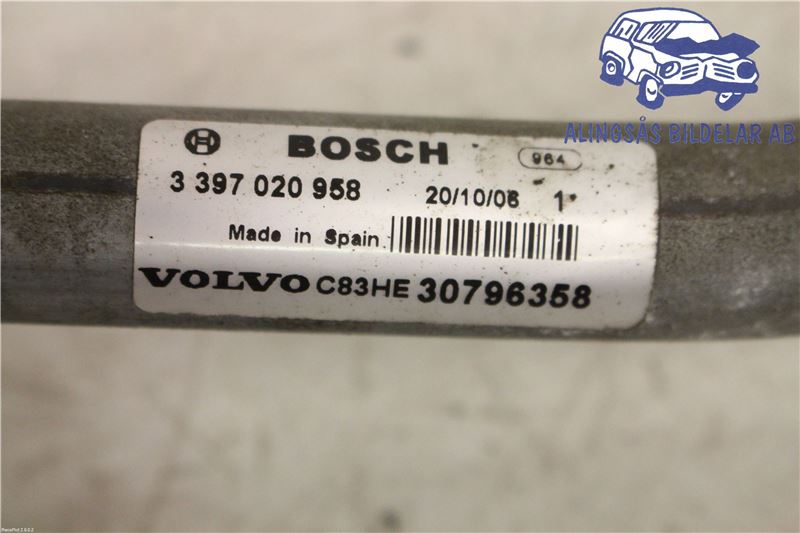 ALINGSÅS BILDELAR AB
BOSCH 964
3 397 020 958 20/10/06 1
Made in Spain
VOLVO C83HE 30796358